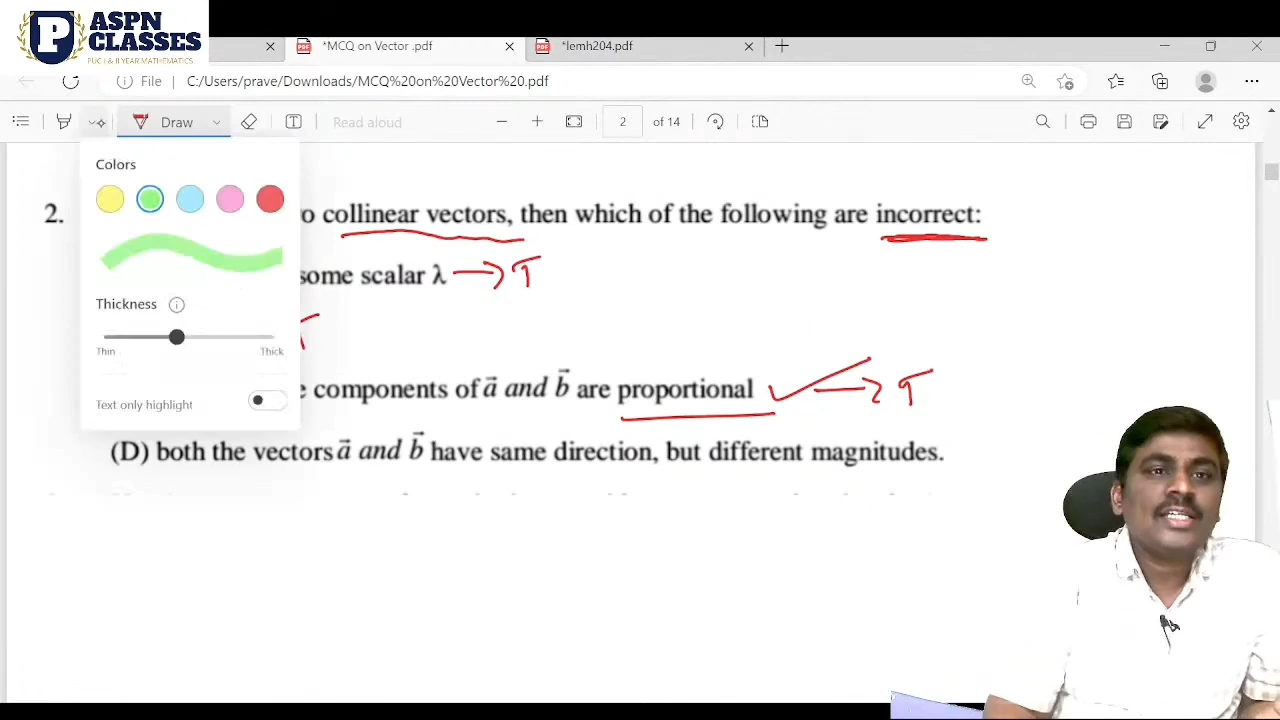 P
ASPN
CLASSES
PUC I & II YEAR MATHEMATICS
*MCQ on Vector .pdf
*lemh204.pdf
File
C:/Users/prave/Downloads/MCQ%20on%20Vector%20.pdf
Draw
Read aloud
2
of 14
Colors
Thickness
Thin
Thick
Text only highlight
2.
o collinear vectors, then which of the following are incorrect:
some scalar λ → T
T
e components of a⃗ and b⃗ are proportional ✓ → T
(D) both the vectors a⃗ and b⃗ have same direction, but different magnitudes.